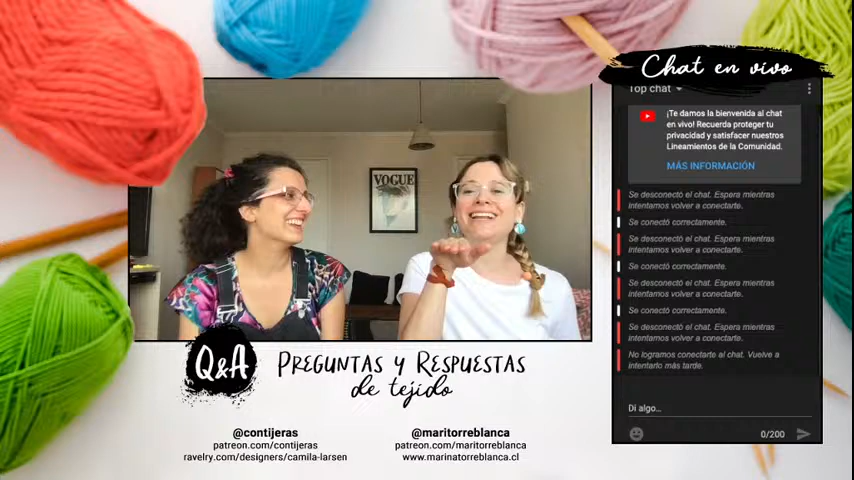 Chat en vivo
Top chat
¡Te damos la bienvenida al chat
en vivo! Recuerda proteger tu
privacidad y satisfacer nuestros
Lineamientos de la Comunidad.
MÁS INFORMACIÓN
Se desconectó el chat. Espera mientras
intentamos volver a conectarte.
Se conectó correctamente.
Se desconectó el chat. Espera mientras
intentamos volver a conectarte.
Se conectó correctamente.
Se desconectó el chat. Espera mientras
intentamos volver a conectarte.
Se conectó correctamente.
Se desconectó el chat. Espera mientras
intentamos volver a conectarte.
No logramos conectarte al chat. Vuelve a
intentarlo más tarde.
Di algo...
0/200
VOGUE
Q&A
PREGUNTAS Y RESPUESTAS
de tejido
@contijeras
patreon.com/contijeras
ravelry.com/designers/camila-larsen
@maritorreblanca
patreon.com/maritorreblanca
www.marinatorreblanca.cl